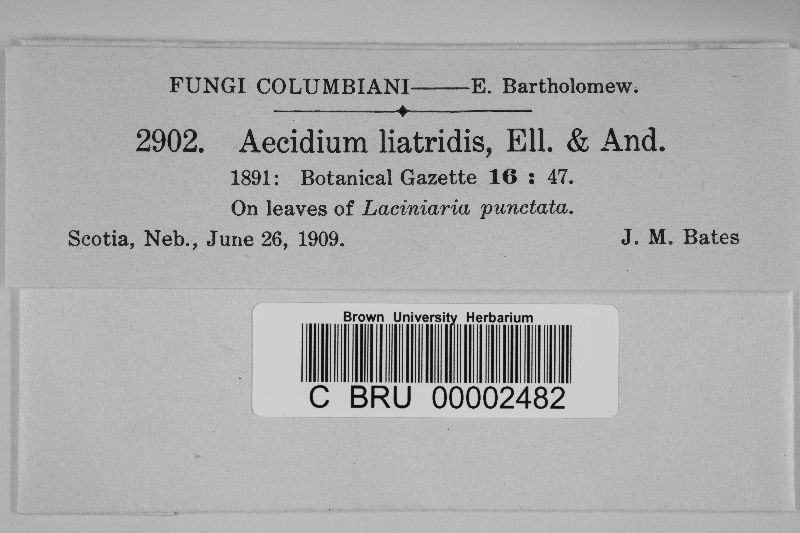 FUNGI COLUMBIANI——E. Bartholomew.
2902. Aecidium liatridis, Ell. & And.
1891: Botanical Gazette 16 : 47.
On leaves of Laciniaria punctata.
Scotia, Neb., June 26, 1909. J. M. Bates
Brown University Herbarium
C BRU 00002482